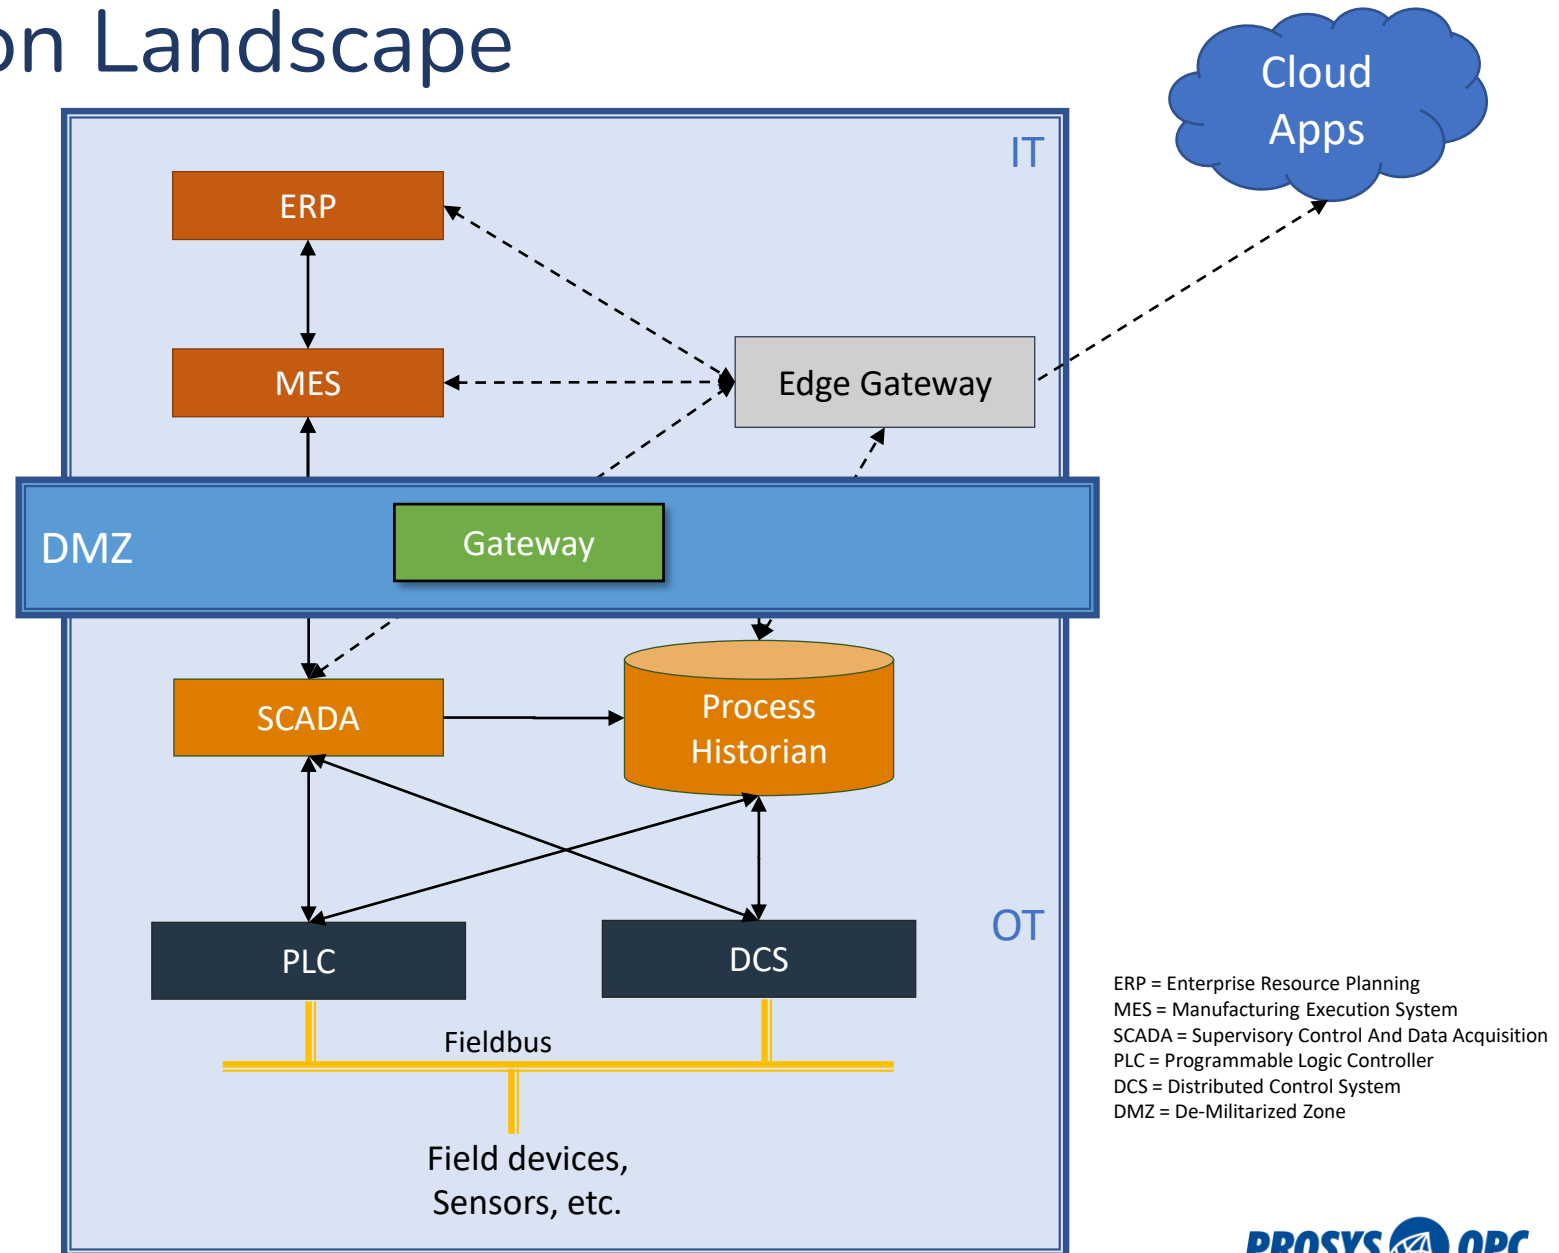 on Landscape
Cloud
Apps
IT
ERP
MES
Edge Gateway
DMZ
Gateway
SCADA
Process
Historian
OT
PLC
DCS
Fieldbus
Field devices,
Sensors, etc.
ERP = Enterprise Resource Planning
MES = Manufacturing Execution System
SCADA = Supervisory Control And Data Acquisition
PLC = Programmable Logic Controller
DCS = Distributed Control System
DMZ = De-Militarized Zone
PROSYS OPC